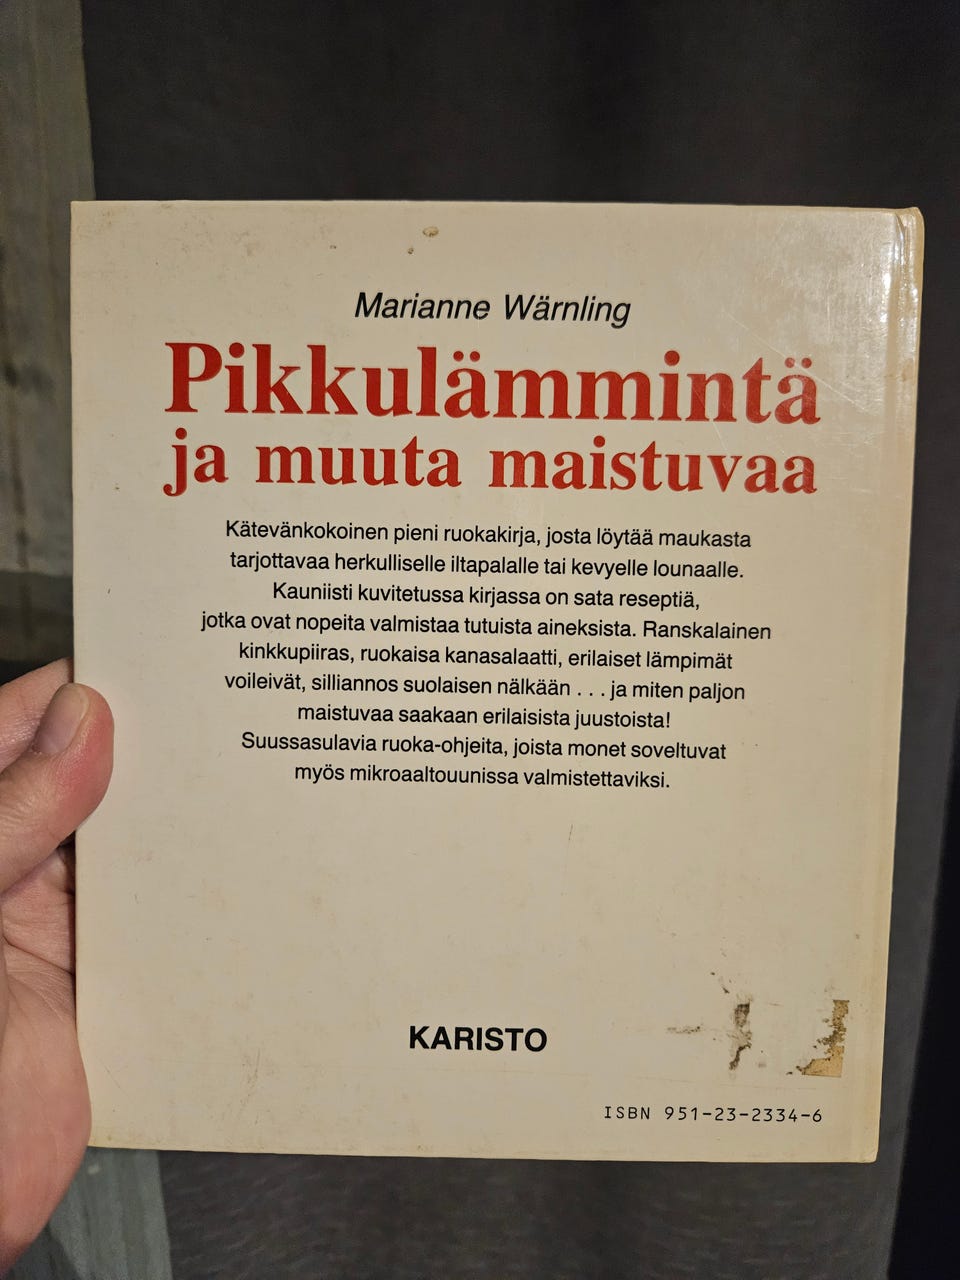 Marianne Wärnling
Pikkulämmintä
ja muuta maistuvaa
Kätevänkokoinen pieni ruokakirja, josta löytää maukasta
tarjottavaa herkulliselle iltapalalle tai kevyelle lounaalle.
Kauniisti kuvitetussa kirjassa on sata reseptiä,
jotka ovat nopeita valmistaa tutuista aineksista. Ranskalainen
kinkkupiiras, ruokaisa kanasalaatti, erilaiset lämpimät
voileivät, silliannos suolaisen nälkään . . . ja miten paljon
maistuvaa saakaan erilaisista juustoista!
Suussasulavia ruoka-ohjeita, joista monet soveltuvat
myös mikroaaltouunissa valmistettaviksi.
KARISTO
ISBN 951-23-2334-6